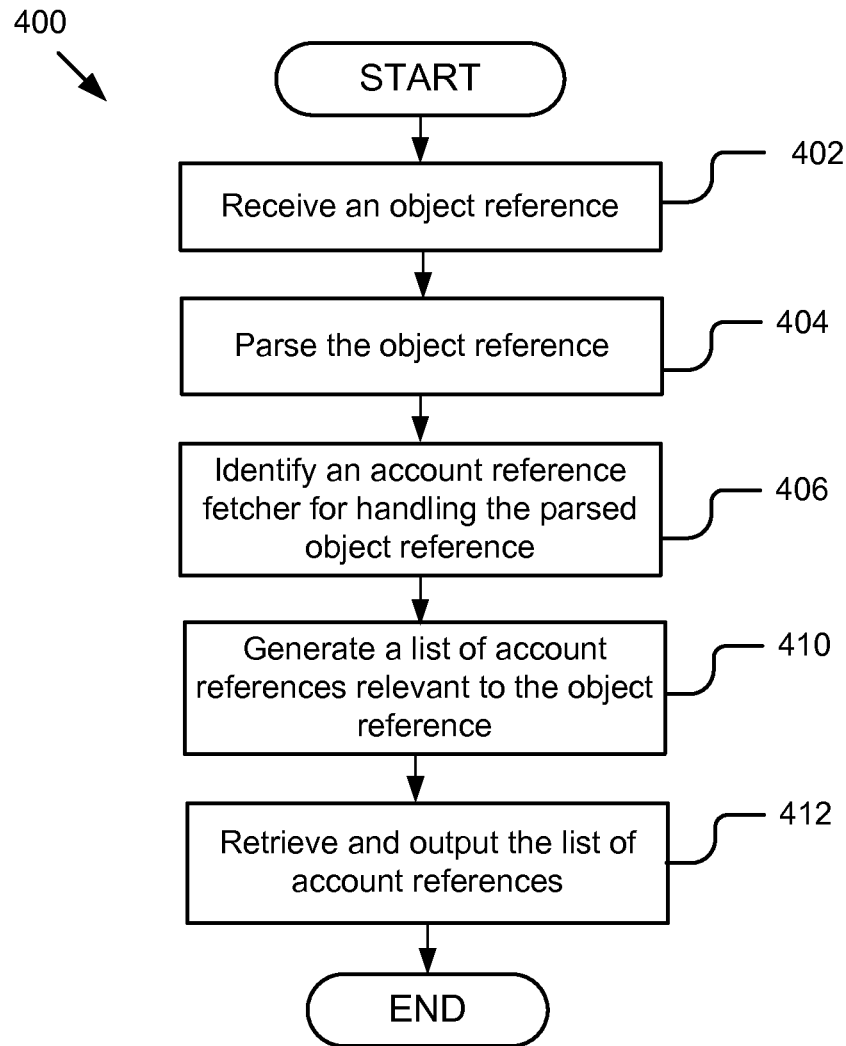 400
START
402
Receive an object reference
404
Parse the object reference
406
Identify an account reference
fetcher for handling the parsed
object reference
410
Generate a list of account
references relevant to the object
reference
412
Retrieve and output the list of
account references
END